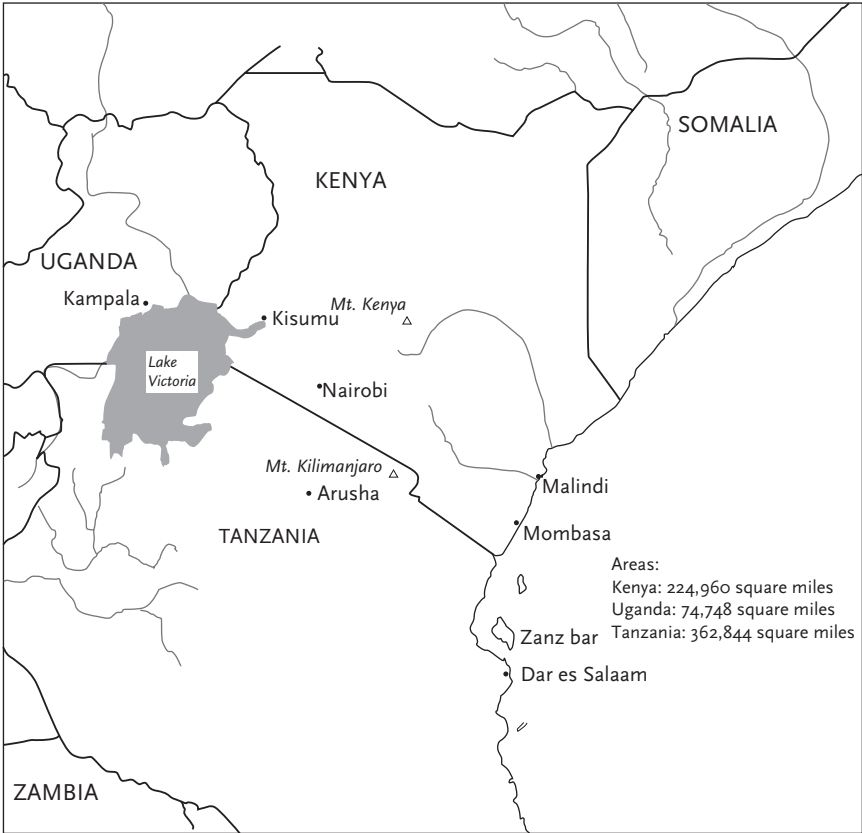 SOMALIA
KENYA
UGANDA
Kampala
Kisumu
Mt. Kenya
Lake
Victoria
Nairobi
Mt. Kilimanjaro
Arusha
Malindi
TANZANIA
Mombasa
Areas:
Kenya: 224,960 square miles
Uganda: 74,748 square miles
Tanzania: 362,844 square miles
Zanz bar
Dar es Salaam
ZAMBIA